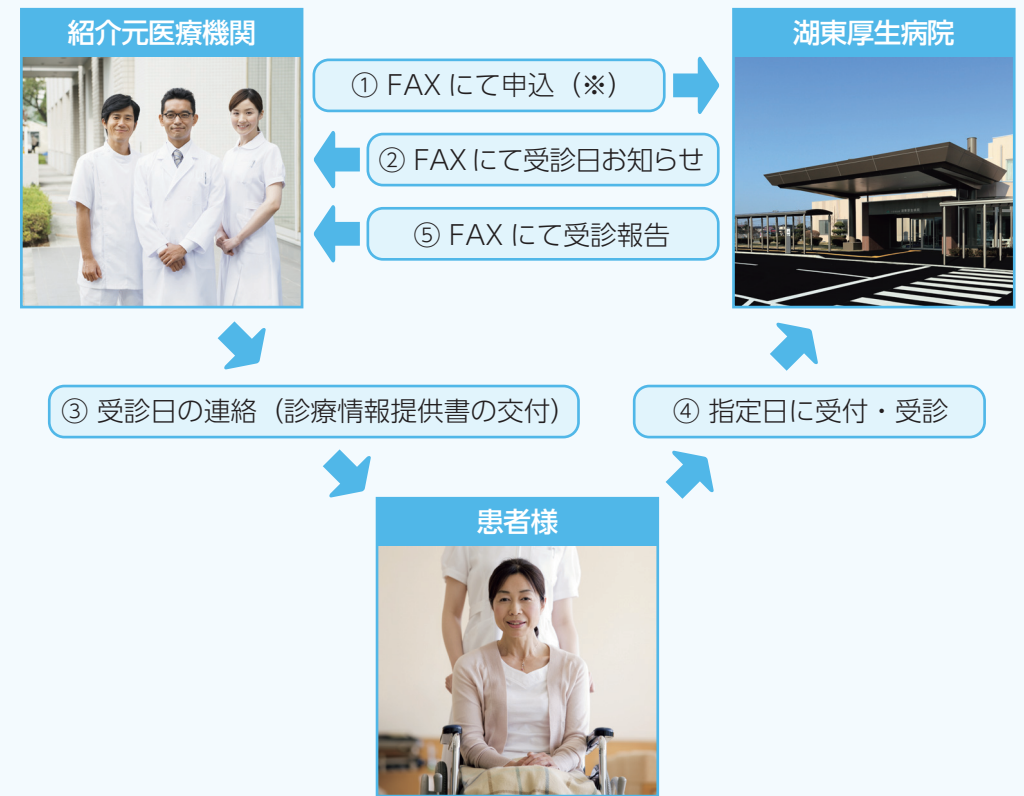 紹介元医療機関
湖東厚生病院
① FAX にて申込（※）
② FAX にて受診日お知らせ
⑤ FAX にて受診報告
③ 受診日の連絡（診療情報提供書の交付）
④ 指定日に受付・受診
患者様